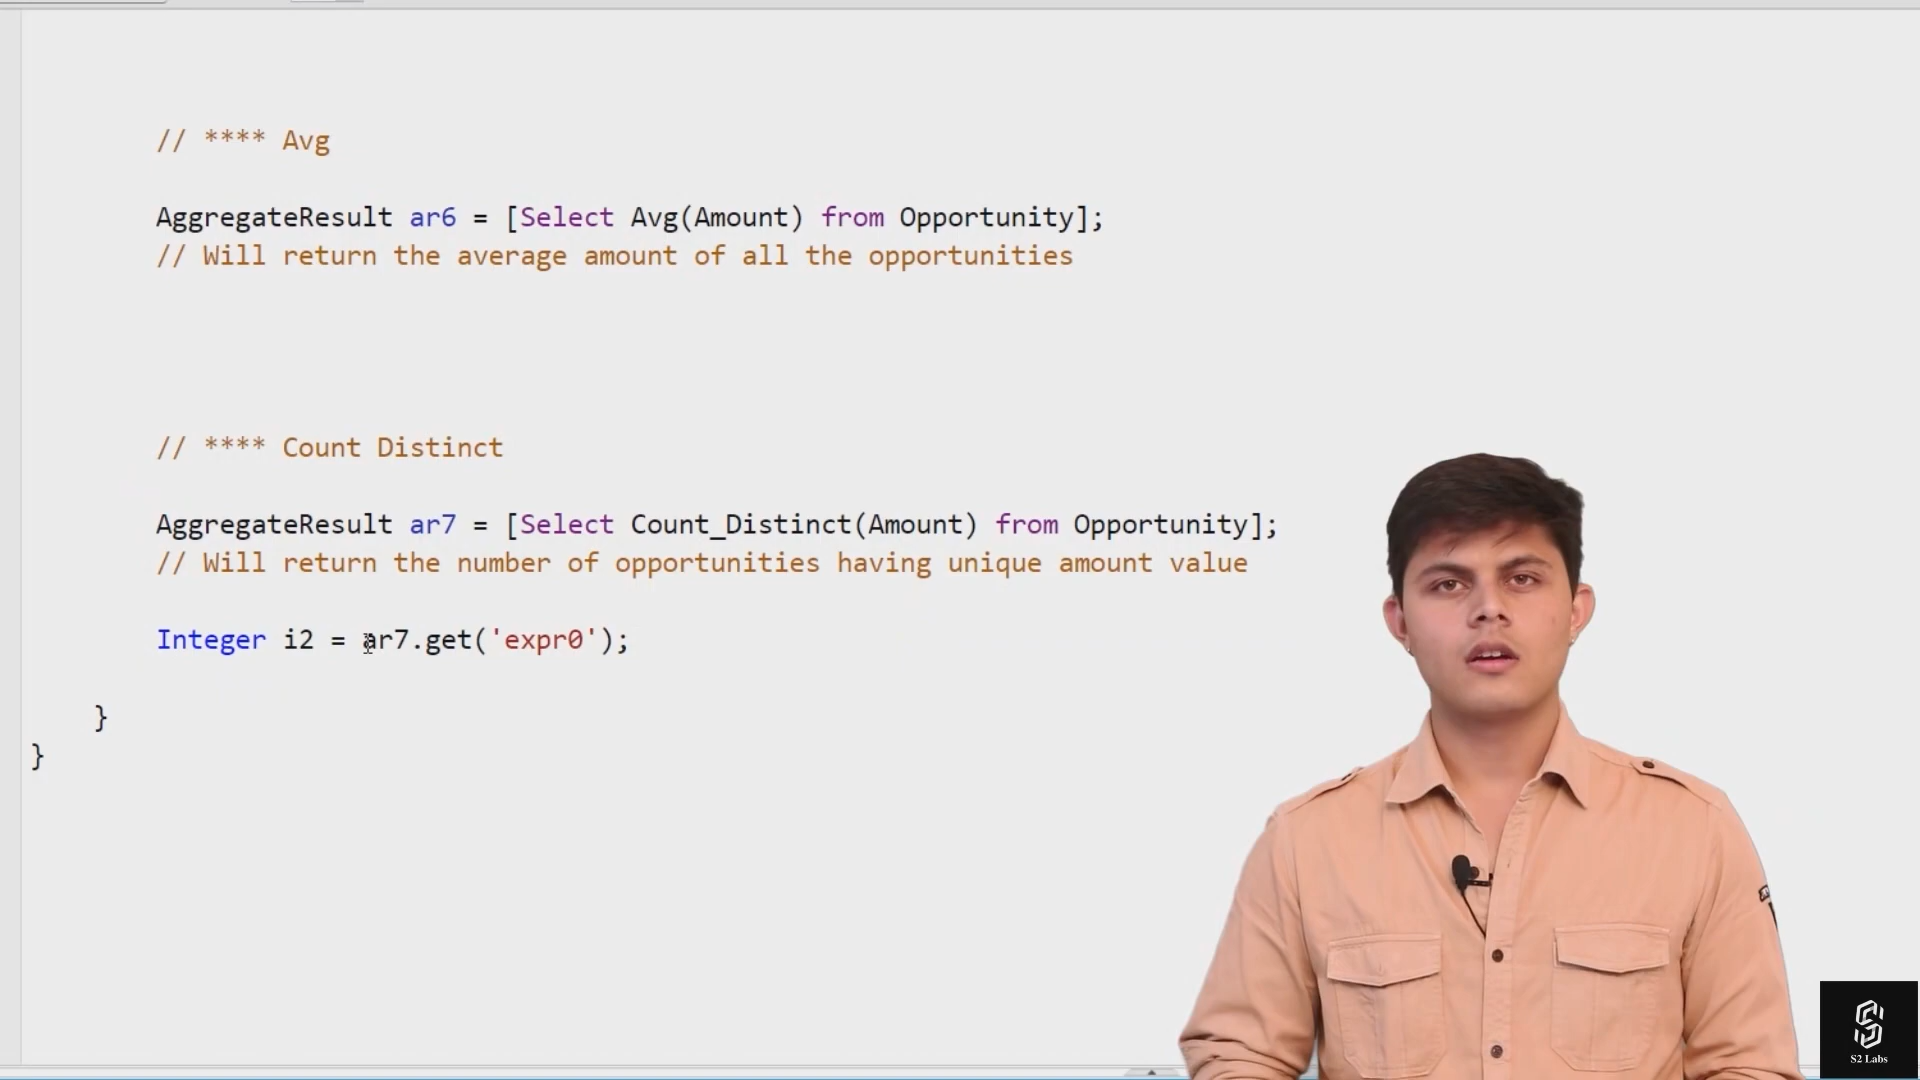 // **** Avg
AggregateResult ar6 = [Select Avg(Amount) from Opportunity];
// Will return the average amount of all the opportunities
// **** Count Distinct
AggregateResult ar7 = [Select Count_Distinct(Amount) from Opportunity];
// Will return the number of opportunities having unique amount value
Integer i2 = ar7.get('expr0');
}
}
S2 Labs